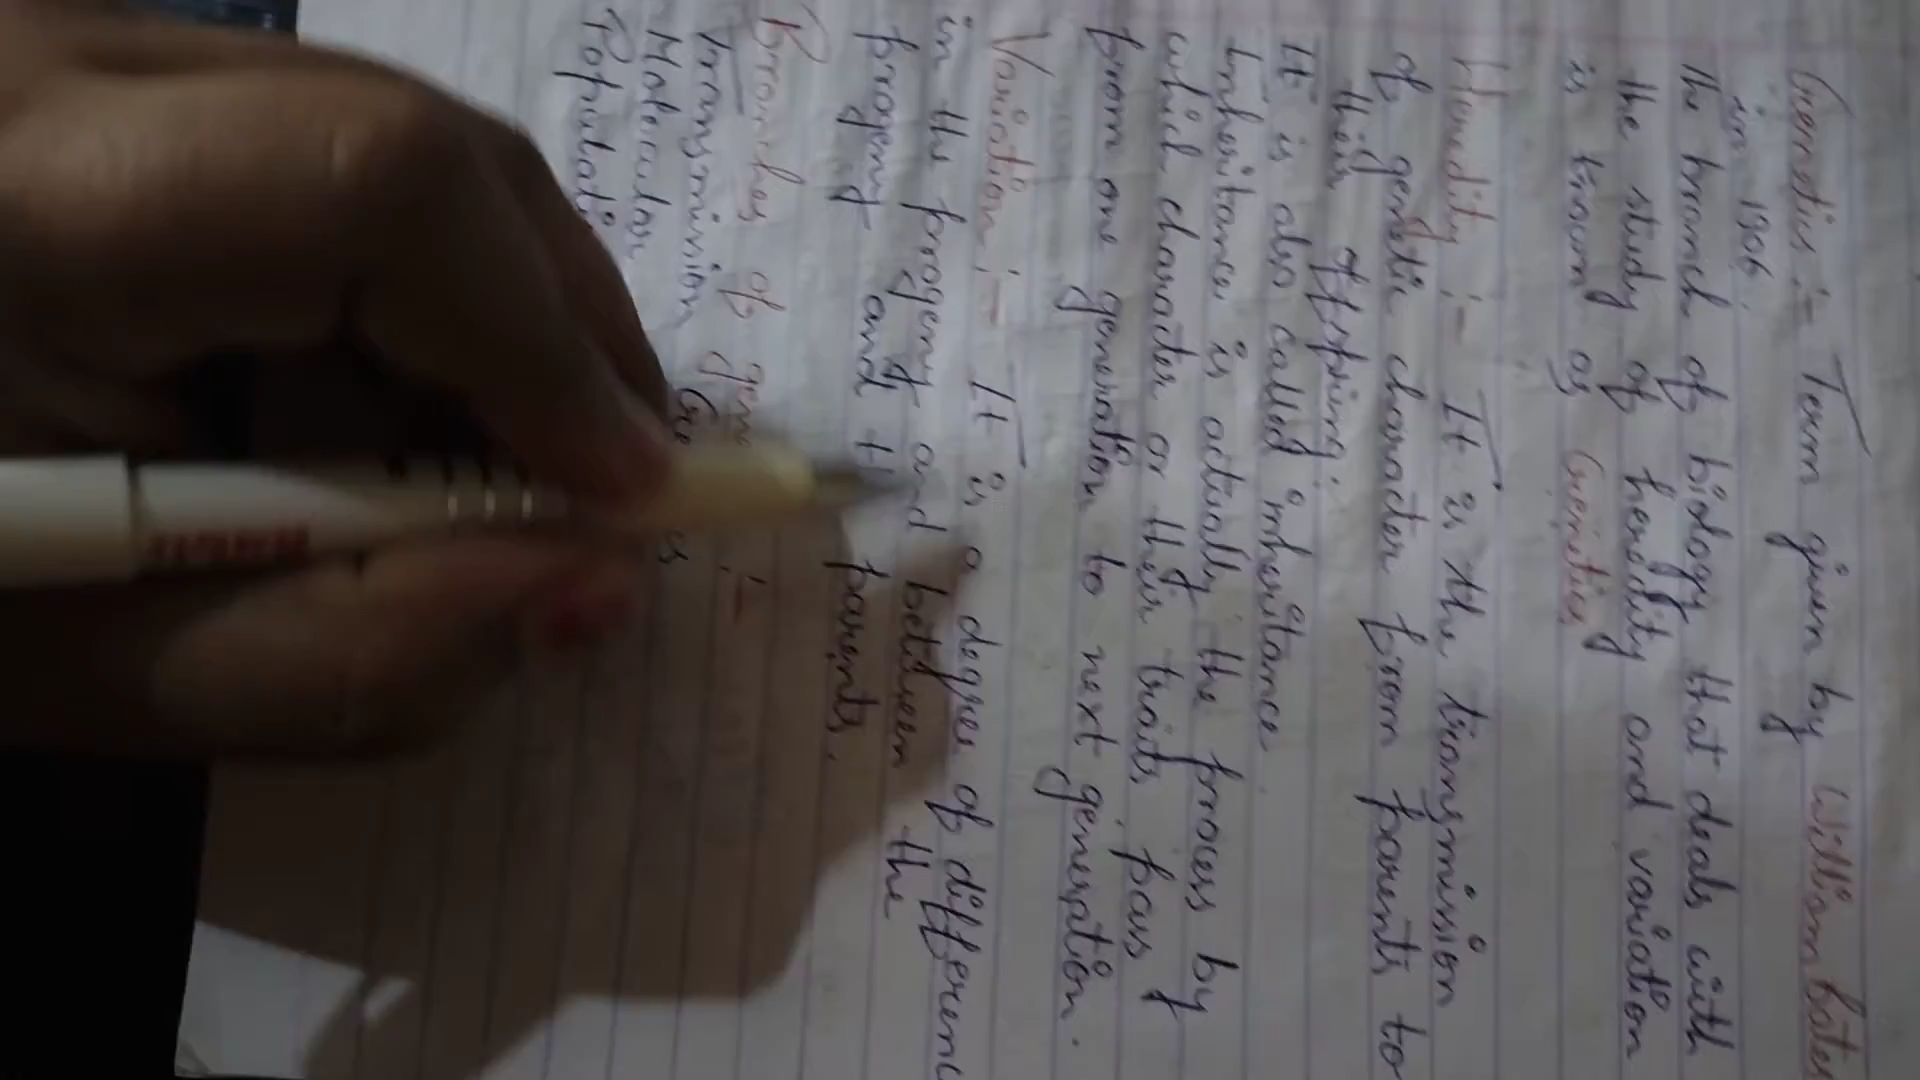 Genetics :- Term given by William Bates
in 1906.
The branch of biology that deals with
the study of heredity and variation
is known as Genetics
Heredity :- It is the transmission
of genetic character from parents to
their offspring.
It is also called inheritance
Inheritance is actually the process by
which character or their traits pass
from one generation to next generation.
Variation :- It is a degree of difference
in the progeny and between the
progeny and parents.
Branches of :-
Transmission
Molecular